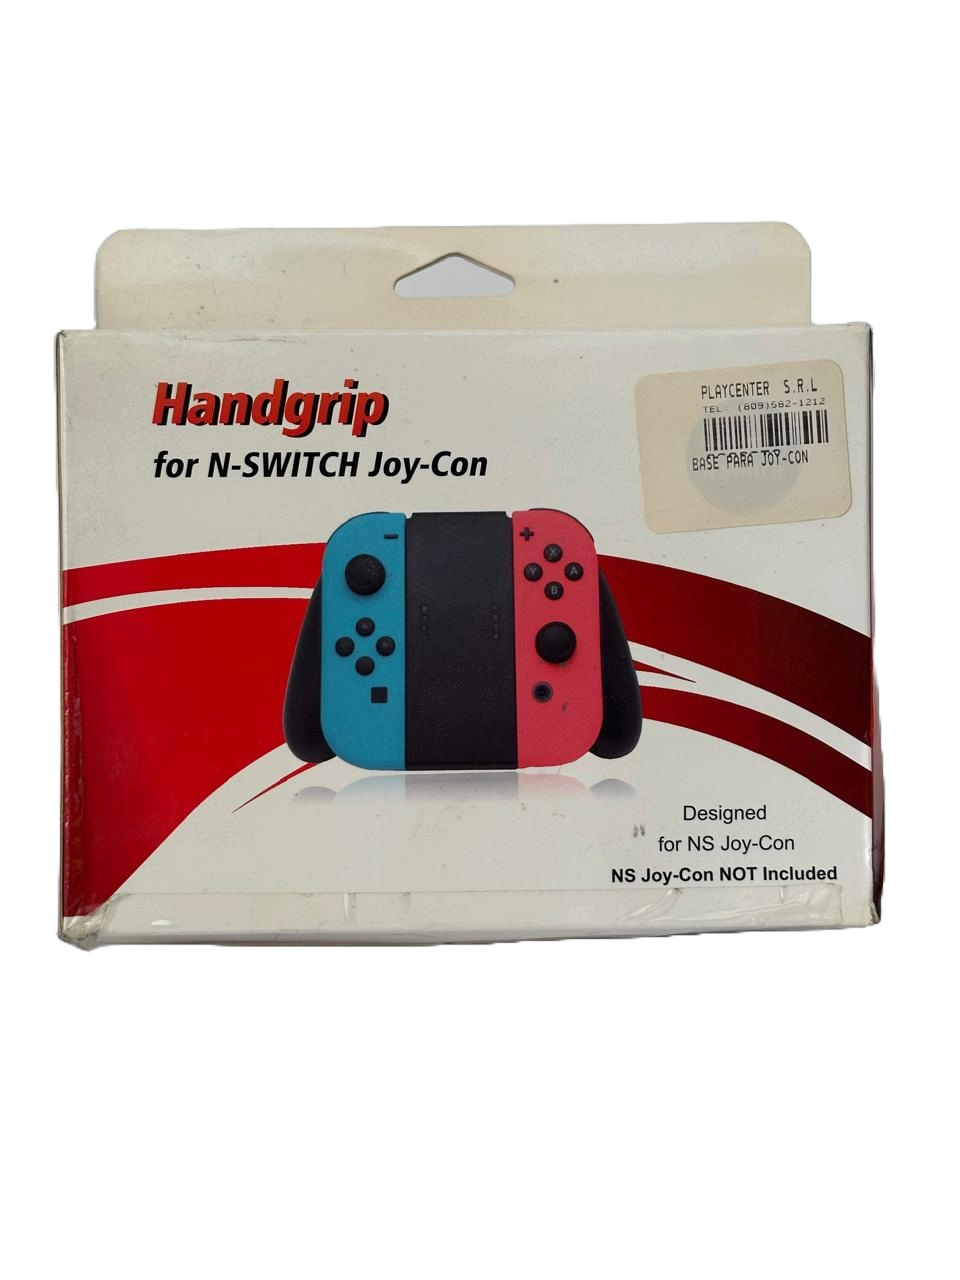 Handgrip
for N-SWITCH Joy-Con
PLAYCENTER S.R.L
TEL: (809)582-1212
BASE PARA JOY-CON
X
Y A
B
Designed
for NS Joy-Con
NS Joy-Con NOT Included